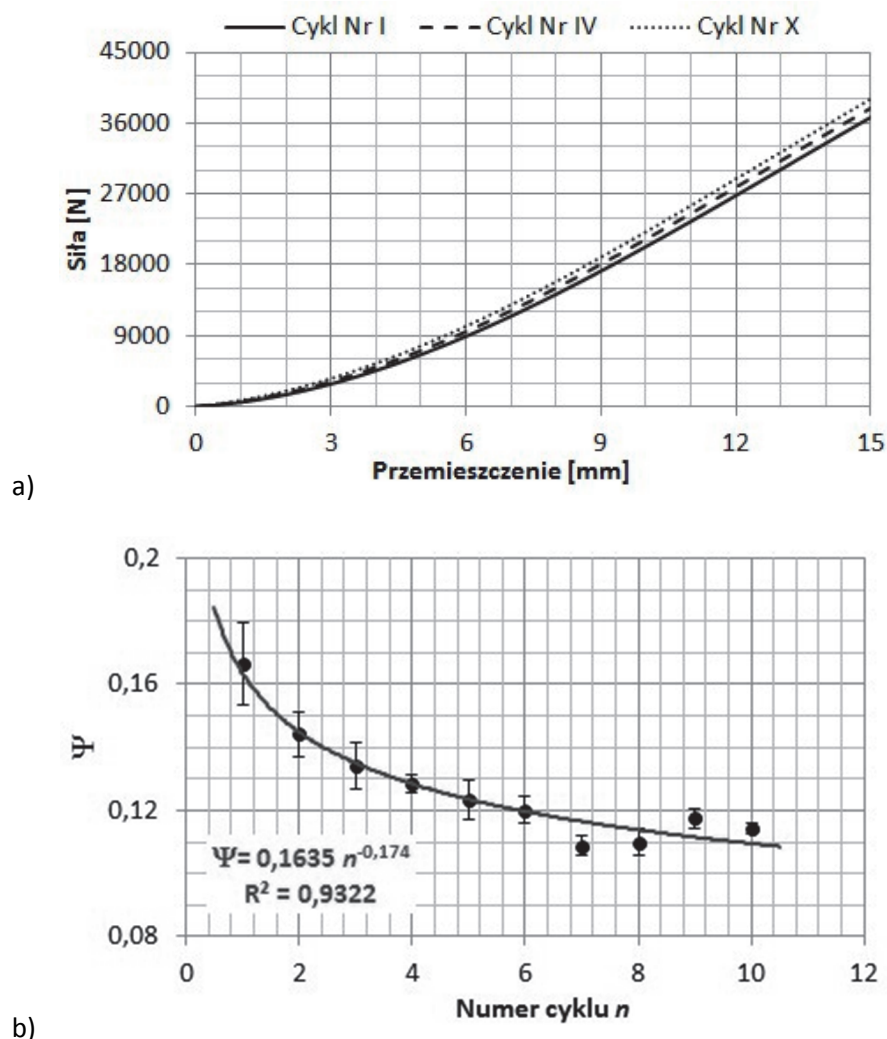 Cykl Nr I Cykl Nr IV Cykl Nr X
45000
36000
27000
18000
9000
0
Siła [N]
0 3 6 9 12 15
Przemieszczenie [mm]
a)
0,2
0,16
0,12
0,08
Ψ
Ψ= 0,1635 n^-0,174
R² = 0,9322
0 2 4 6 8 10 12
Numer cyklu n
b)